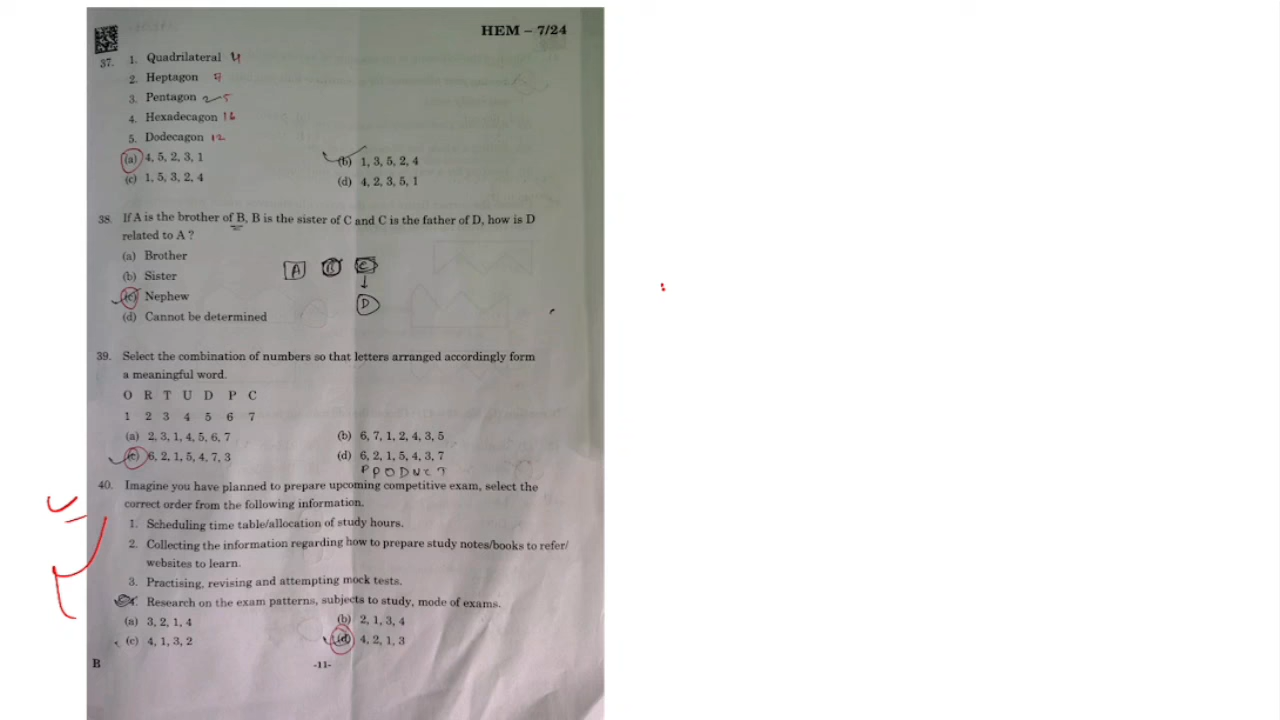 HEM – 7/24
37. 1. Quadrilateral 4
2. Heptagon 7
3. Pentagon 5
4. Hexadecagon 16
5. Dodecagon 12
(a) 4, 5, 2, 3, 1 (b) 1, 3, 5, 2, 4
(c) 1, 5, 3, 2, 4 (d) 4, 2, 3, 5, 1
38. If A is the brother of B, B is the sister of C and C is the father of D, how is D
related to A ?
(a) Brother
(b) Sister
(c) Nephew
(d) Cannot be determined
A B C
D
39. Select the combination of numbers so that letters arranged accordingly form
a meaningful word.
O R T U D P C
1 2 3 4 5 6 7
(a) 2, 3, 1, 4, 5, 6, 7 (b) 6, 7, 1, 2, 4, 3, 5
(c) 6, 2, 1, 5, 4, 7, 3 (d) 6, 2, 1, 5, 4, 3, 7
40. Imagine you have planned to prepare upcoming competitive exam, select the
correct order from the following information.
1. Scheduling time table/allocation of study hours.
2. Collecting the information regarding how to prepare study notes/books to refer/
websites to learn.
3. Practising, revising and attempting mock tests.
4. Research on the exam patterns, subjects to study, mode of exams.
(a) 3, 2, 1, 4 (b) 2, 1, 3, 4
(c) 4, 1, 3, 2 (d) 4, 2, 1, 3
B -11-